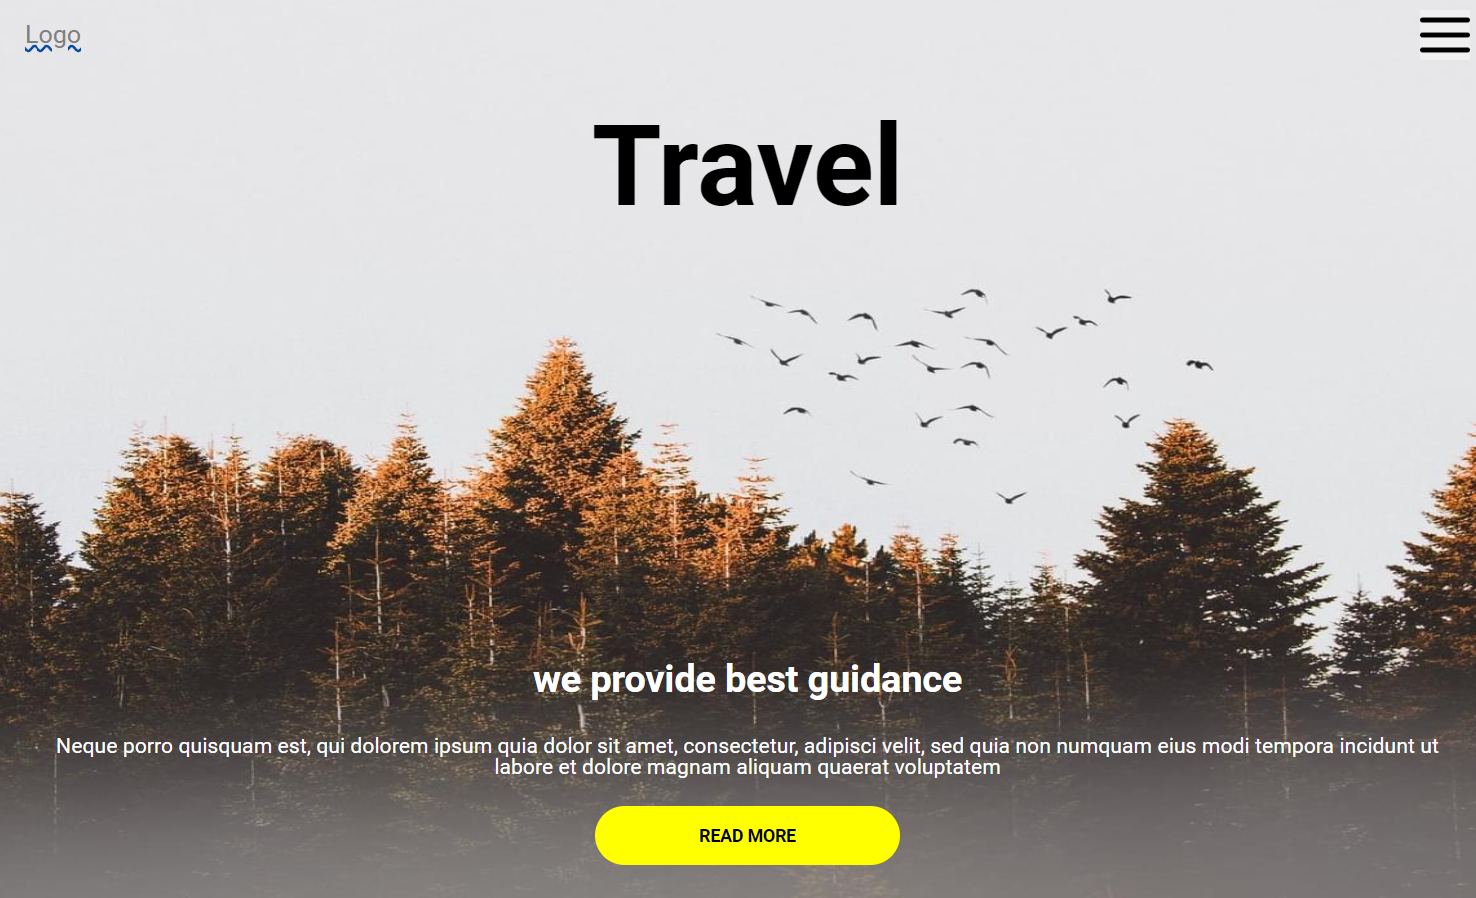 Logo
Travel
we provide best guidance
Neque porro quisquam est, qui dolorem ipsum quia dolor sit amet, consectetur, adipisci velit, sed quia non numquam eius modi tempora incidunt ut
labore et dolore magnam aliquam quaerat voluptatem
READ MORE